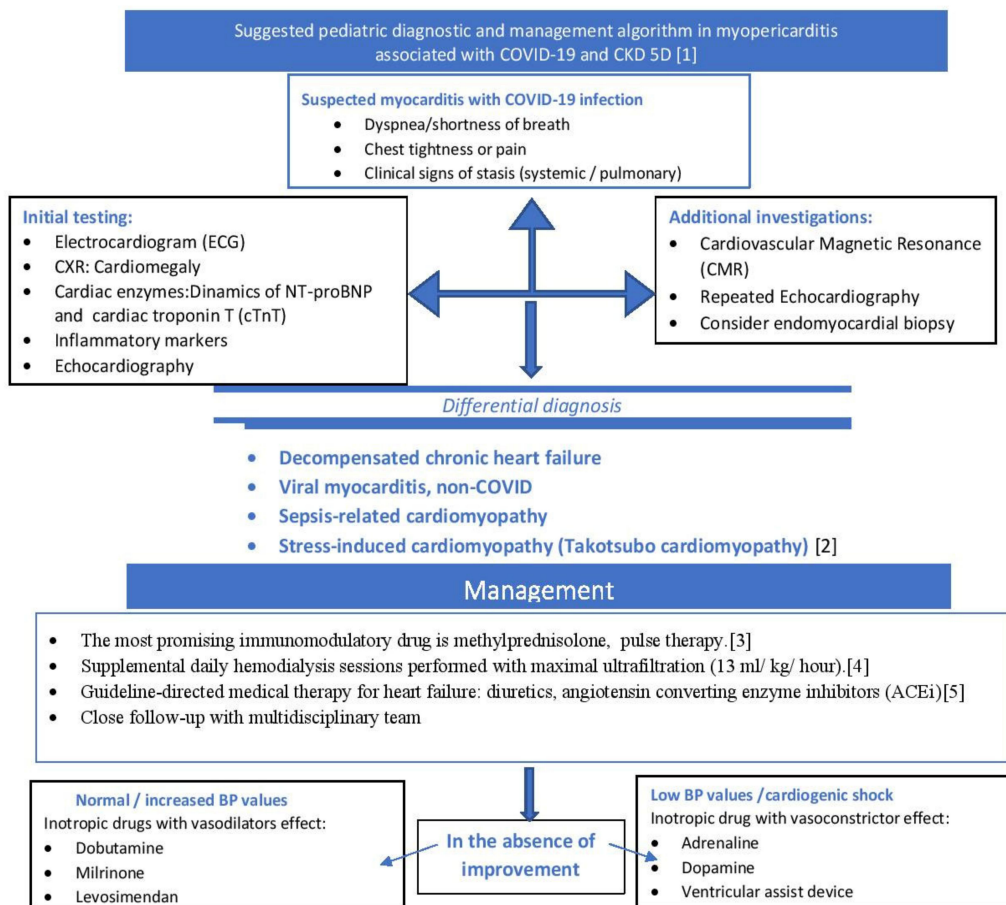 Suggested pediatric diagnostic and management algorithm in myopericarditis
associated with COVID-19 and CKD 5D [1]
Suspected myocarditis with COVID-19 infection
• Dyspnea/shortness of breath
• Chest tightness or pain
• Clinical signs of stasis (systemic / pulmonary)
Initial testing:
• Electrocardiogram (ECG)
• CXR: Cardiomegaly
• Cardiac enzymes:Dinamics of NT-proBNP
and cardiac troponin T (cTnT)
• Inflammatory markers
• Echocardiography
Additional investigations:
• Cardiovascular Magnetic Resonance
(CMR)
• Repeated Echocardiography
• Consider endomyocardial biopsy
Differential diagnosis
• Decompensated chronic heart failure
• Viral myocarditis, non-COVID
• Sepsis-related cardiomyopathy
• Stress-induced cardiomyopathy (Takotsubo cardiomyopathy) [2]
Management
• The most promising immunomodulatory drug is methylprednisolone, pulse therapy.[3]
• Supplemental daily hemodialysis sessions performed with maximal ultrafiltration (13 ml/ kg/ hour).[4]
• Guideline-directed medical therapy for heart failure: diuretics, angiotensin converting enzyme inhibitors (ACEi)[5]
• Close follow-up with multidisciplinary team
Normal / increased BP values
Inotropic drugs with vasodilators effect:
• Dobutamine
• Milrinone
• Levosimendan
In the absence of
improvement
Low BP values /cardiogenic shock
Inotropic drug with vasoconstrictor effect:
• Adrenaline
• Dopamine
• Ventricular assist device